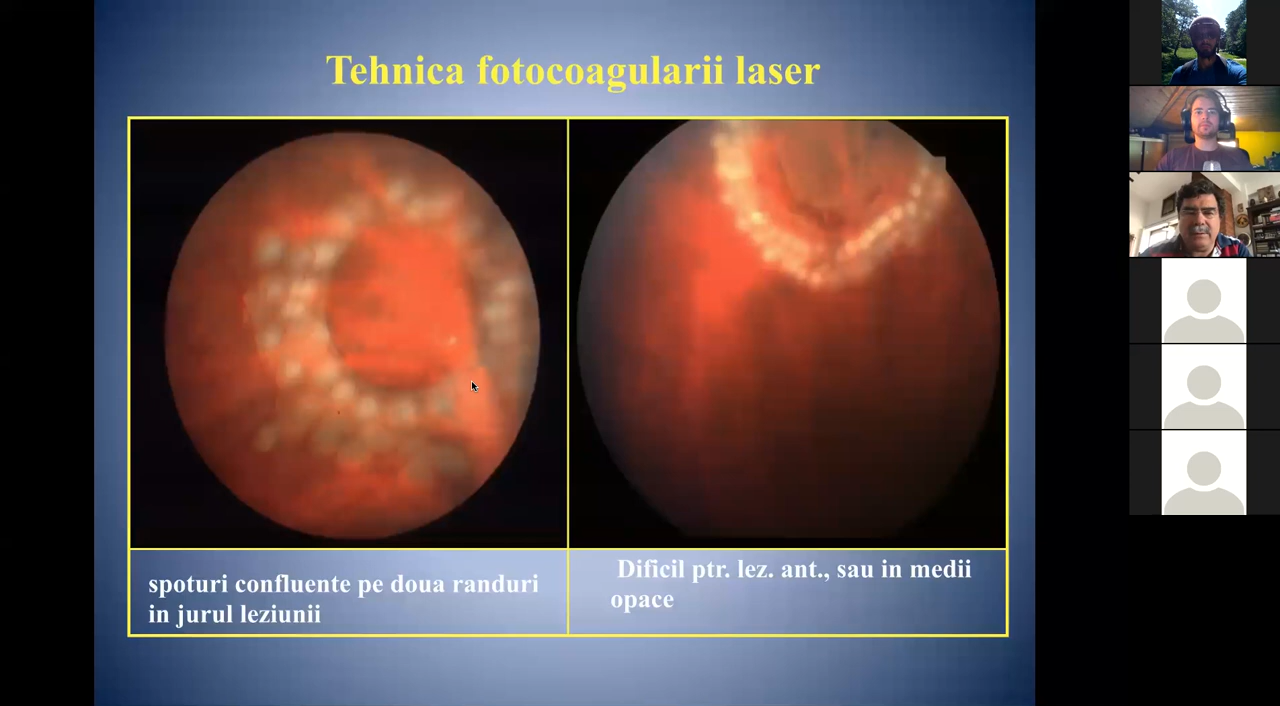 Tehnica fotocoagularii laser
spoturi confluente pe doua randuri
in jurul leziunii
Dificil ptr. lez. ant., sau in medii
opace